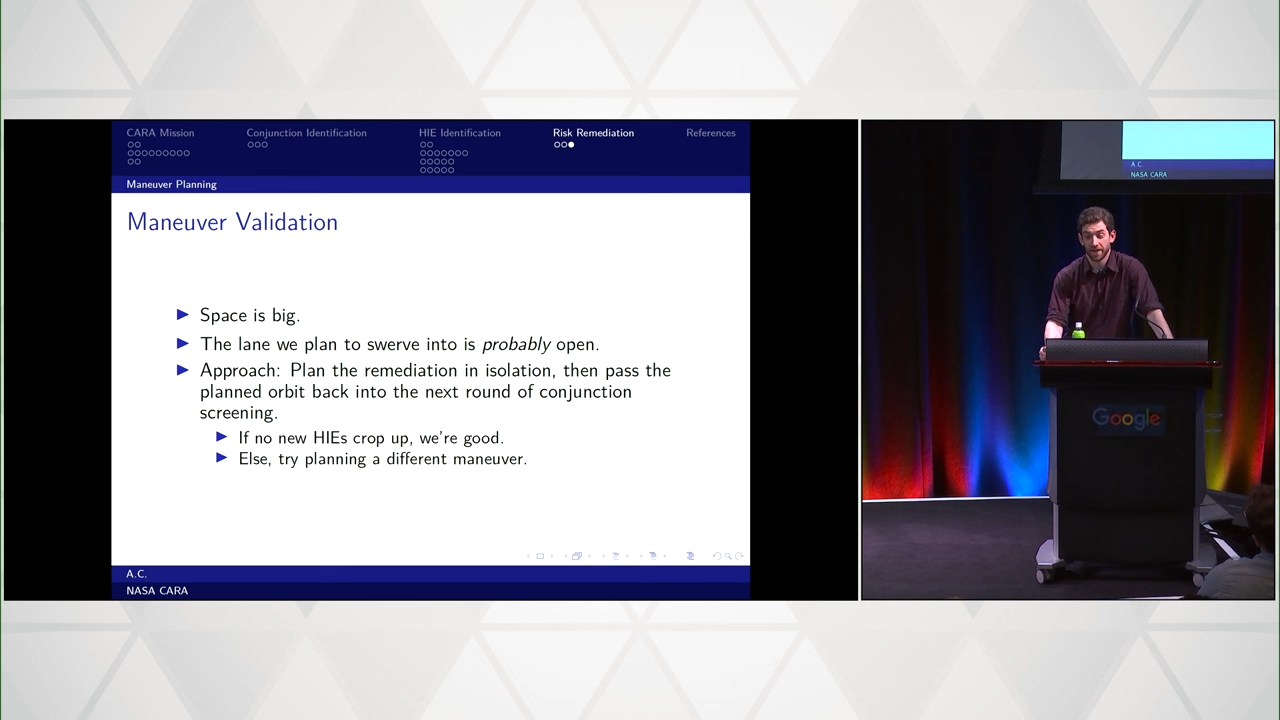 CARA Mission
Conjunction Identification
HIE Identification
Risk Remediation
References
Maneuver Planning
Maneuver Validation
Space is big.
The lane we plan to swerve into is probably open.
Approach: Plan the remediation in isolation, then pass the
planned orbit back into the next round of conjunction
screening.
If no new HIEs crop up, we're good.
Else, try planning a different maneuver.
A.C.
NASA CARA
A.C.
NASA CARA
Google